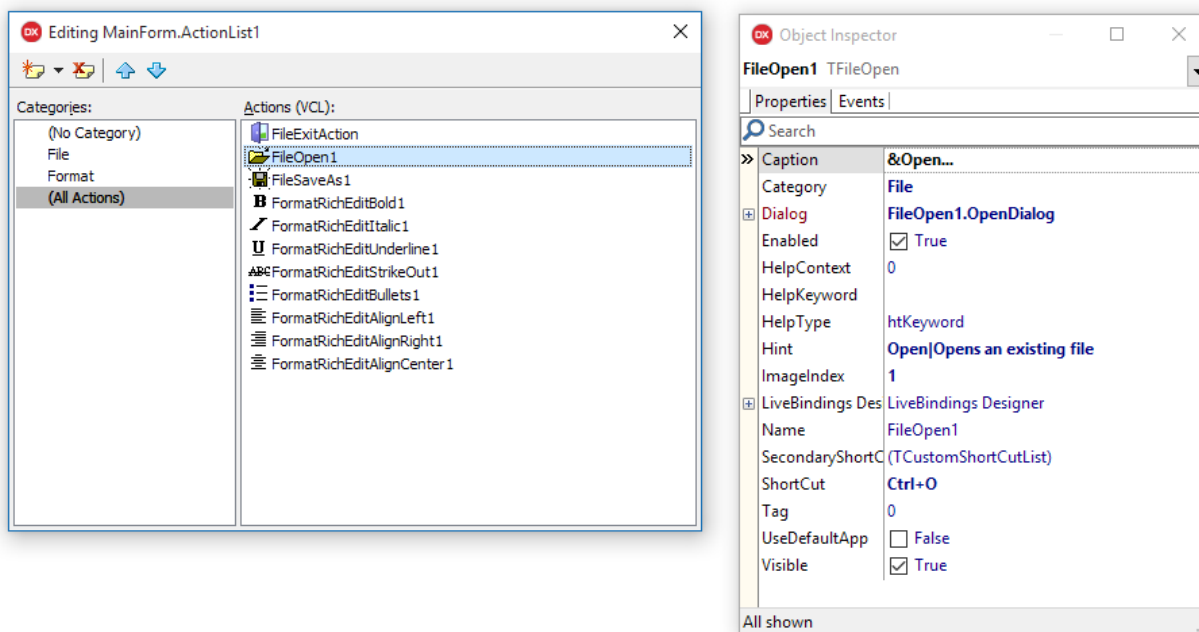 DX Editing MainForm.ActionList1
Categories:
(No Category)
File
Format
(All Actions)
Actions (VCL):
FileExitAction
FileOpen1
FileSaveAs1
B FormatRichEditBold1
I FormatRichEditItalic1
U FormatRichEditUnderline1
ABC FormatRichEditStrikeOut1
FormatRichEditBullets1
FormatRichEditAlignLeft1
FormatRichEditAlignRight1
FormatRichEditAlignCenter1
DX Object Inspector
FileOpen1 TFileOpen
Properties Events
Search
Caption &Open...
Category File
Dialog FileOpen1.OpenDialog
Enabled True
HelpContext 0
HelpKeyword
HelpType htKeyword
Hint Open|Opens an existing file
ImageIndex 1
LiveBindings Des LiveBindings Designer
Name FileOpen1
SecondaryShortC (TCustomShortCutList)
ShortCut Ctrl+O
Tag 0
UseDefaultApp False
Visible True
All shown